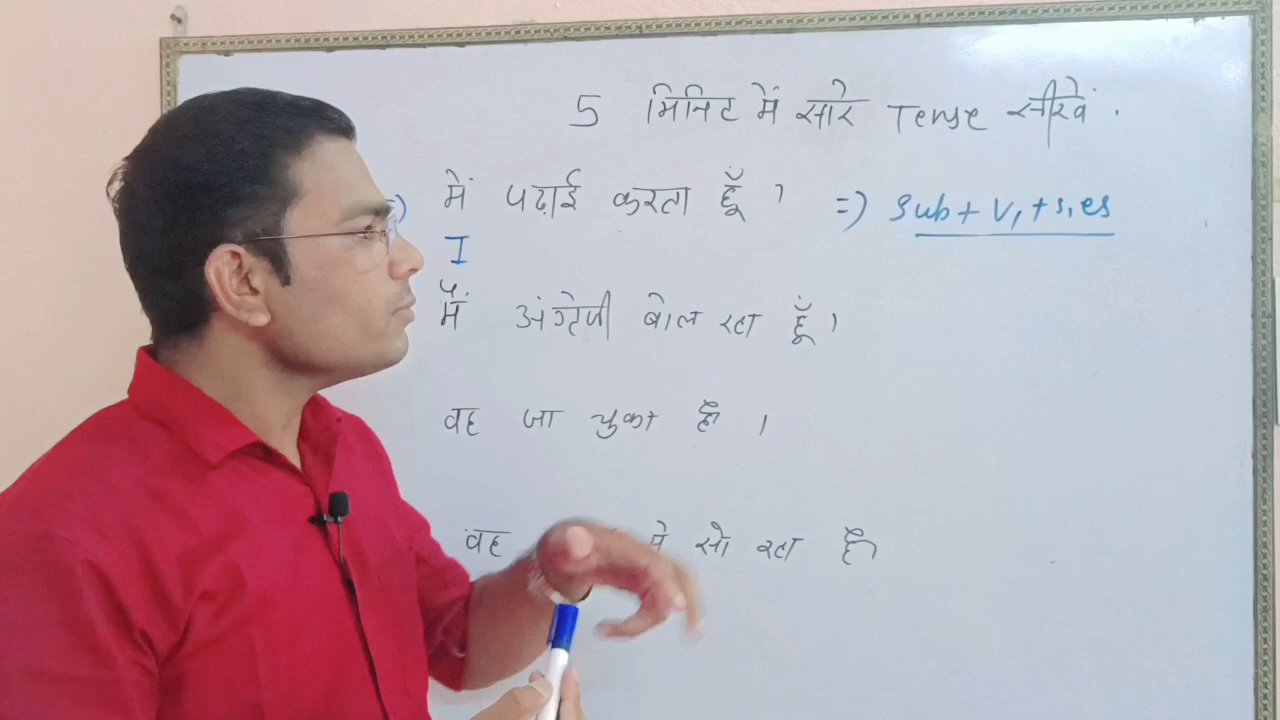 5 मिनिट में सारे Tense सीखें .
=) में पढ़ाई करता हूँ । =) Sub + V1 + s, es
I
मैं अंग्रेजी बोल रहा हूँ ।
वह जा चुका है ।
वह से सो रहा है